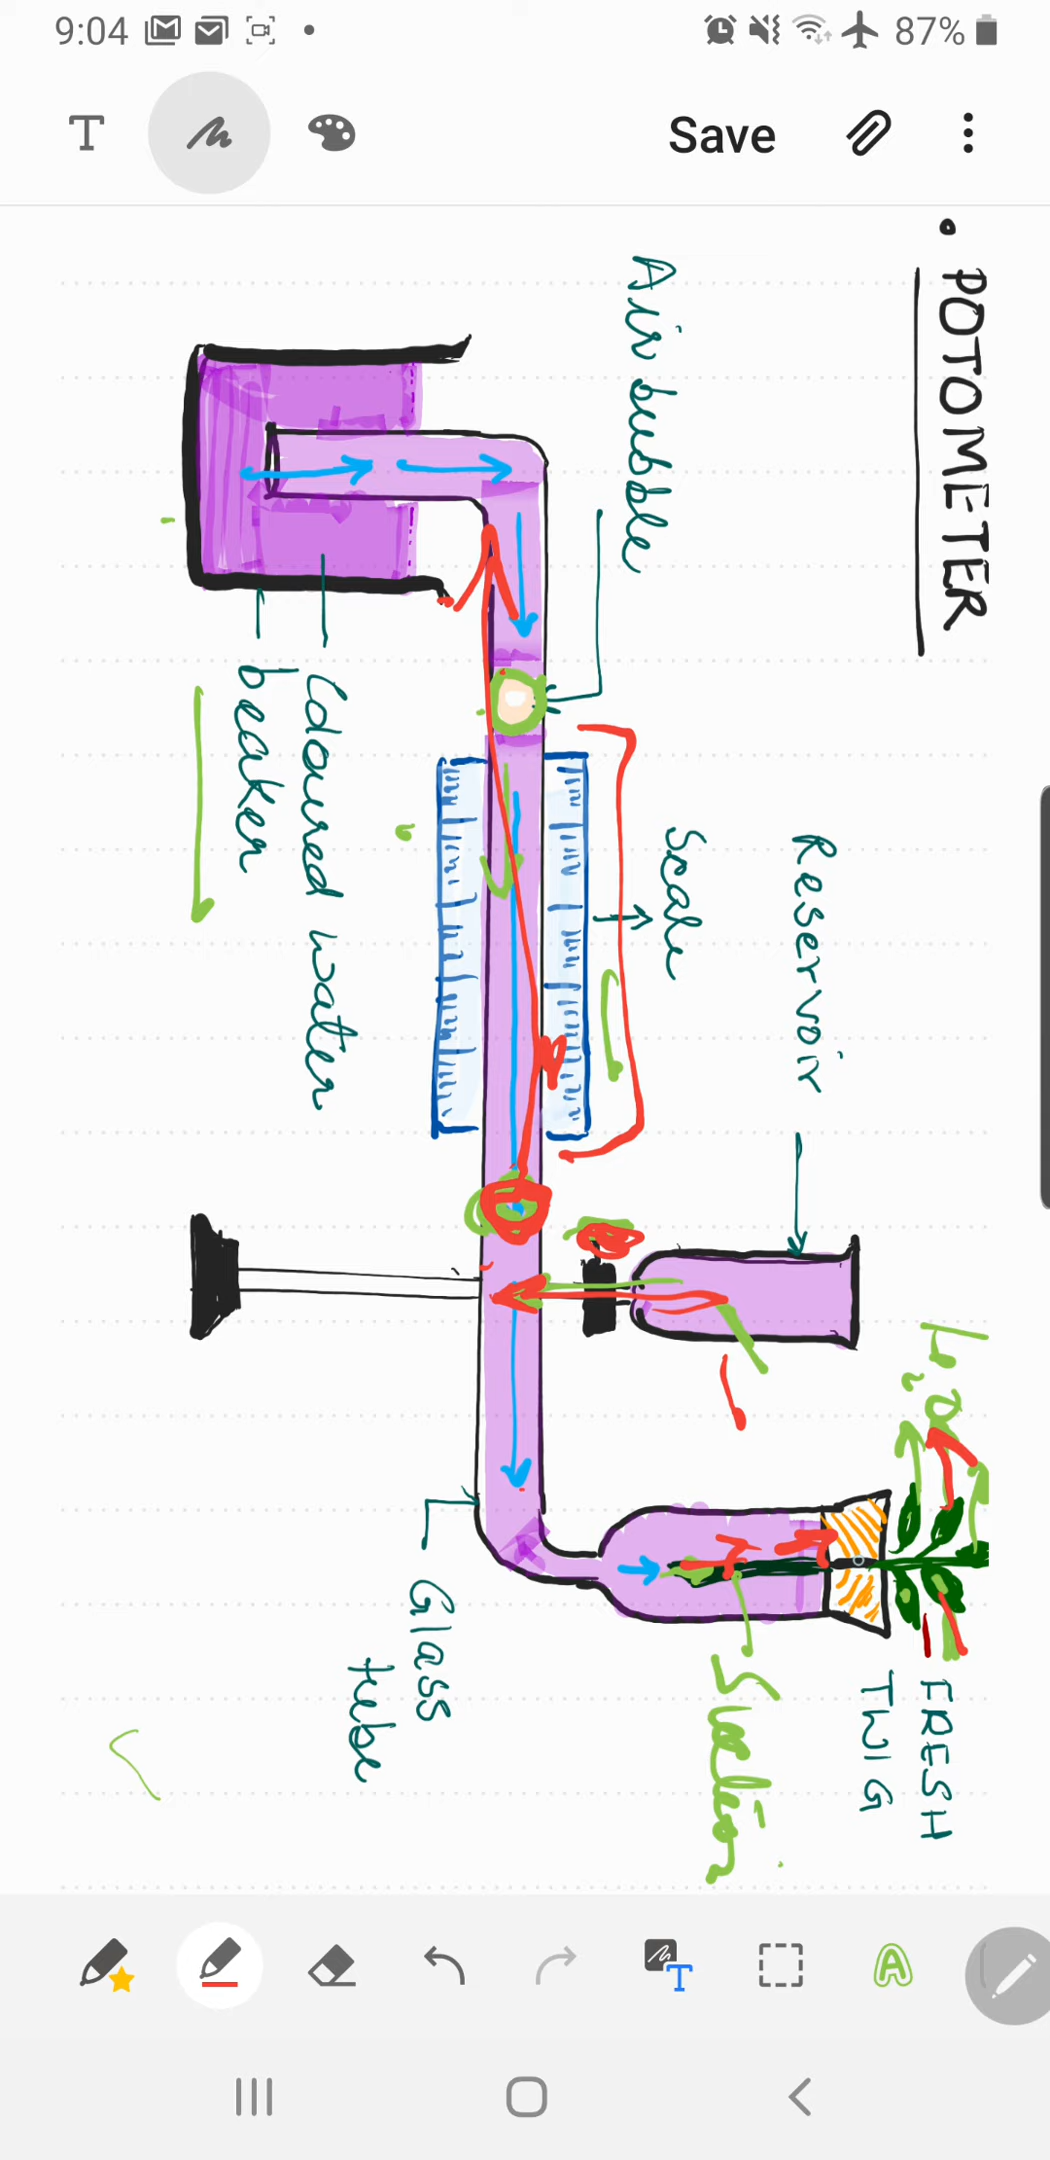 9:04
87%
T
Save
• POTOMETER
Air bubble
Scale
Reservoir
H₂O
FRESH
TWIG
Suction
Glass
tube
Coloured water
beaker
T
A